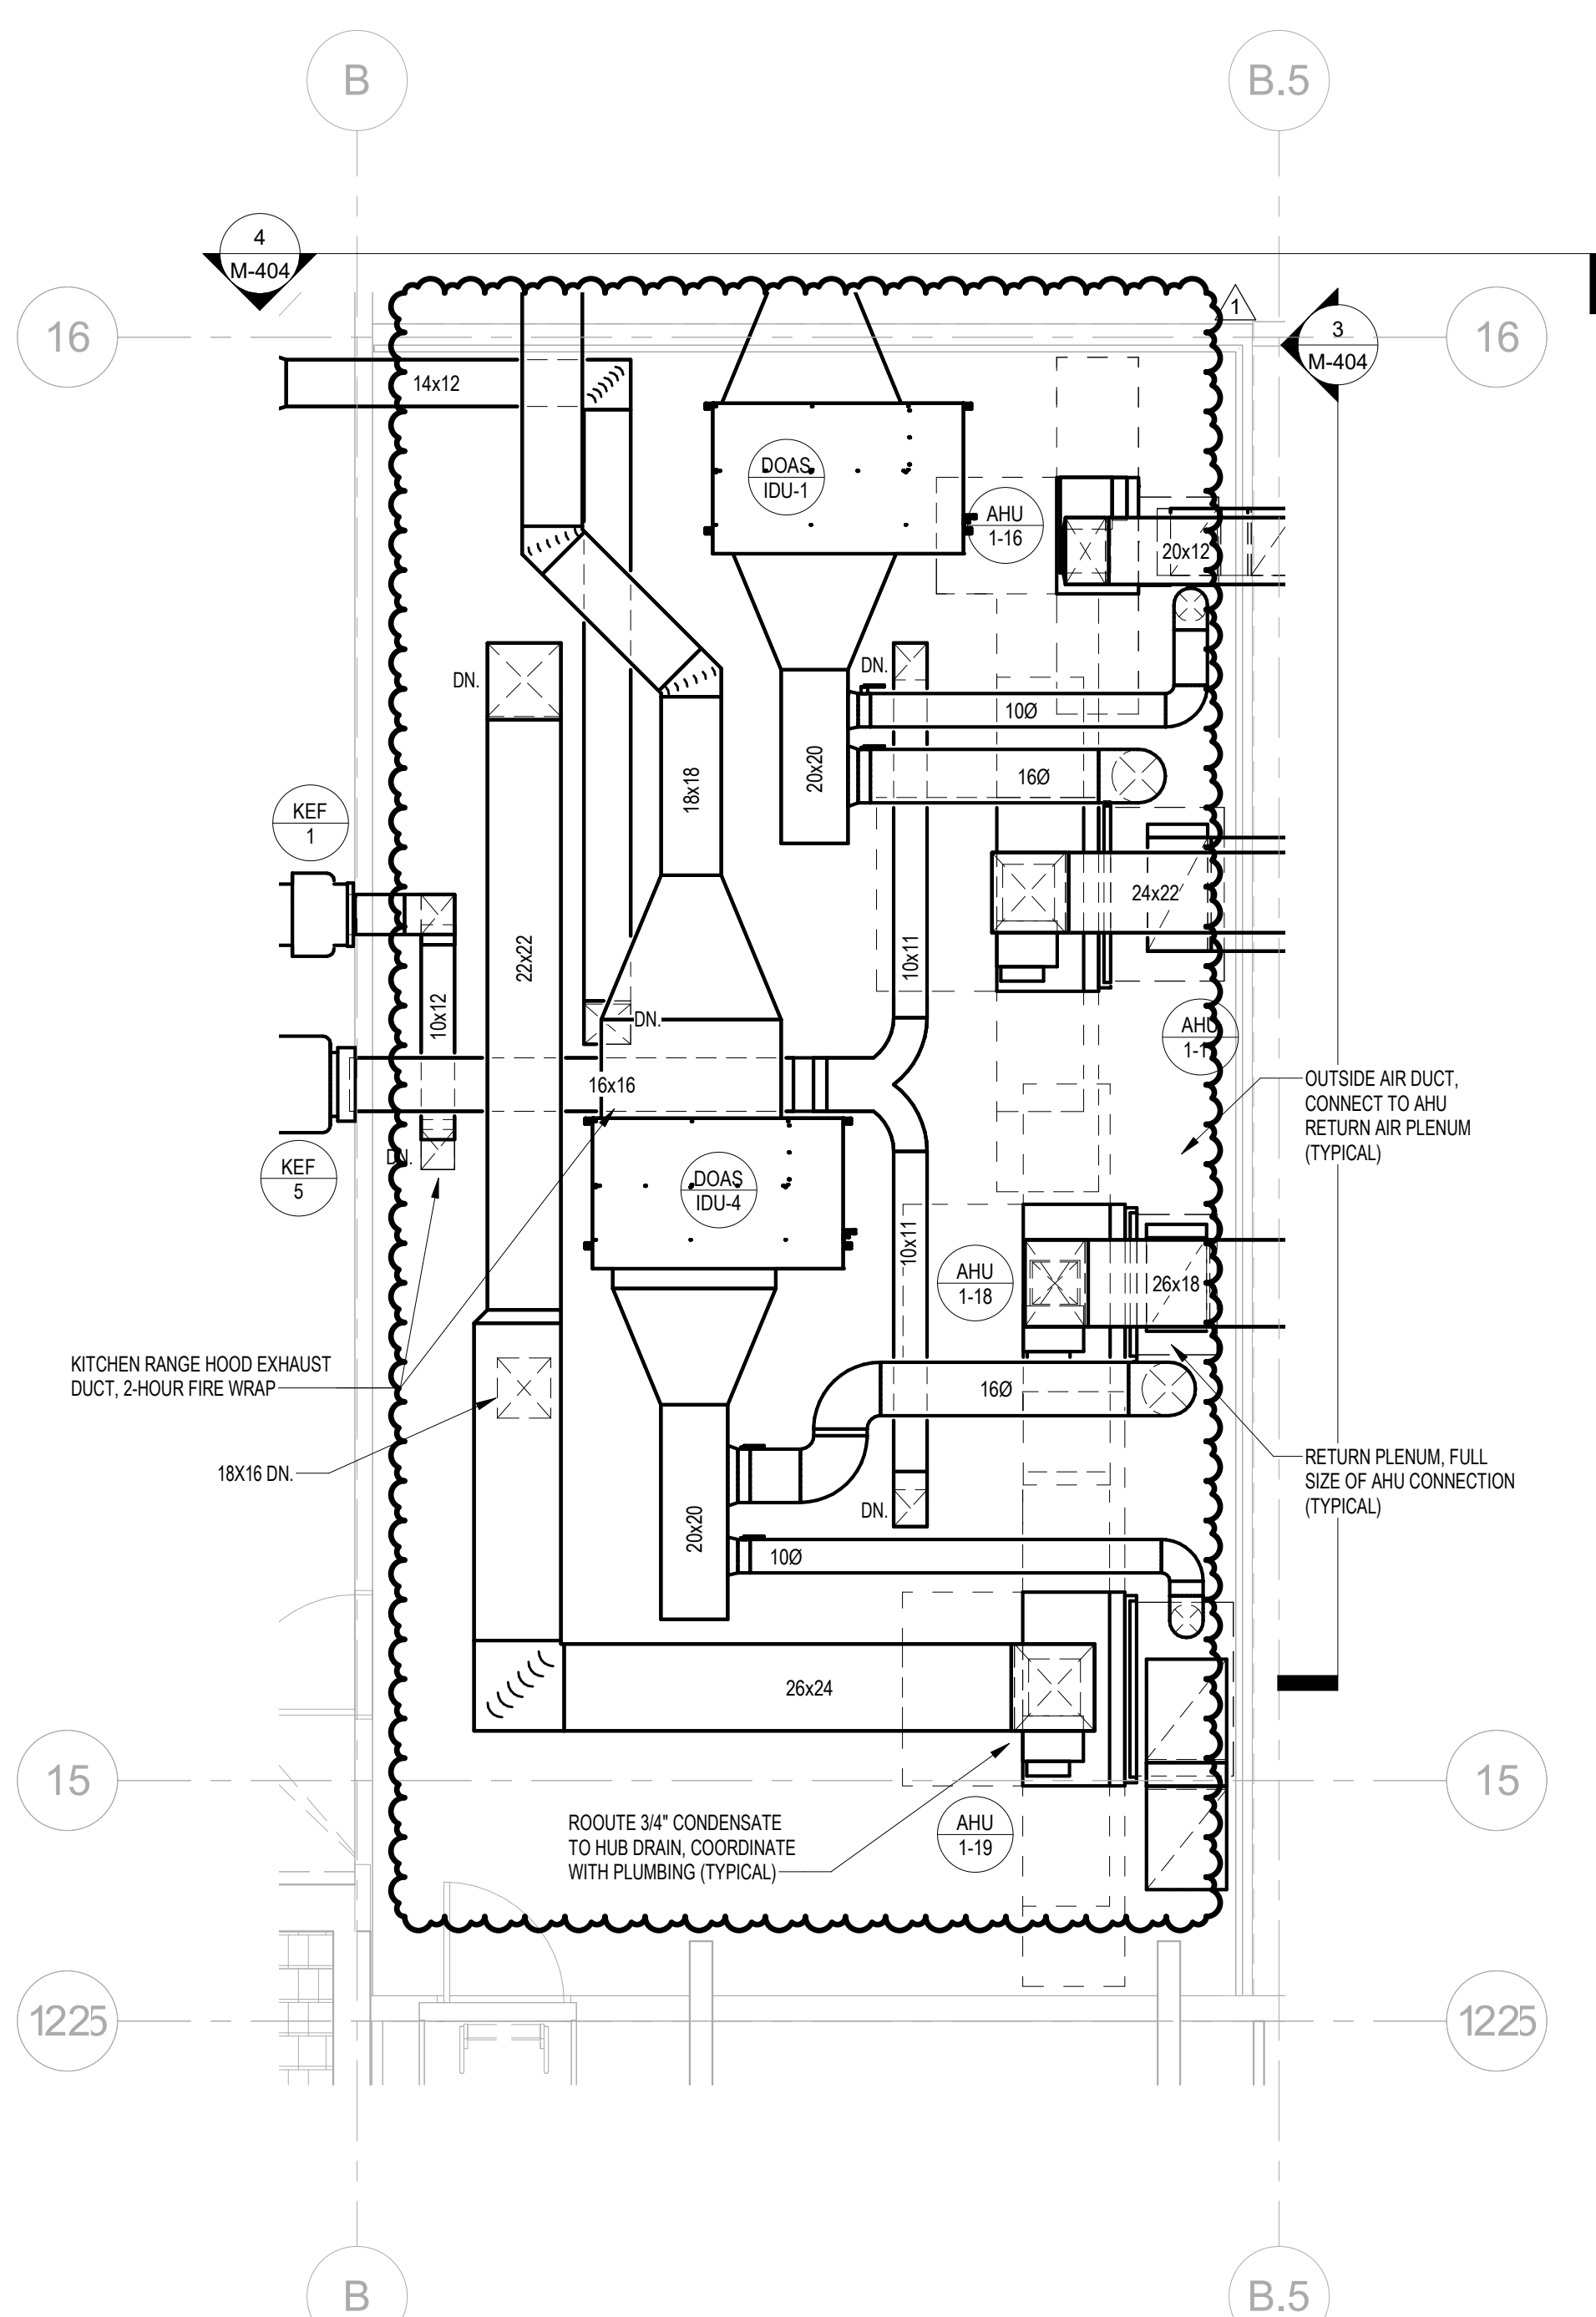 B
B.5
4
M-404
1
16
3
M-404
16
14x12
DOAS
IDU-1
AHU
1-16
20x12
DN.
DN.
10Ø
16Ø
20x20
18x18
KEF
1
24x22
22x22
10x11
10x12
DN.
AHU
1-1
16x16
OUTSIDE AIR DUCT,
CONNECT TO AHU
RETURN AIR PLENUM
(TYPICAL)
DN.
KEF
5
DOAS
IDU-4
10x11
AHU
1-18
26x18
KITCHEN RANGE HOOD EXHAUST
DUCT, 2-HOUR FIRE WRAP
16Ø
18X16 DN.
RETURN PLENUM, FULL
SIZE OF AHU CONNECTION
(TYPICAL)
DN.
20x20
10Ø
26x24
15
15
ROOUTE 3/4" CONDENSATE
TO HUB DRAIN, COORDINATE
WITH PLUMBING (TYPICAL)
AHU
1-19
1225
1225
B
B.5